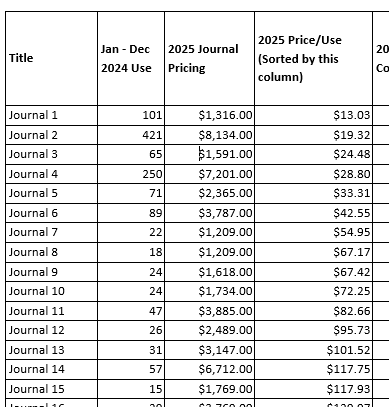 Title Jan - Dec 2024 Use 2025 Journal Pricing 2025 Price/Use (Sorted by this column) 20
Journal 1 101 $1,316.00 $13.03
Journal 2 421 $8,134.00 $19.32
Journal 3 65 $1,591.00 $24.48
Journal 4 250 $7,201.00 $28.80
Journal 5 71 $2,365.00 $33.31
Journal 6 89 $3,787.00 $42.55
Journal 7 22 $1,209.00 $54.95
Journal 8 18 $1,209.00 $67.17
Journal 9 24 $1,618.00 $67.42
Journal 10 24 $1,734.00 $72.25
Journal 11 47 $3,885.00 $82.66
Journal 12 26 $2,489.00 $95.73
Journal 13 31 $3,147.00 $101.52
Journal 14 57 $6,712.00 $117.75
Journal 15 15 $1,769.00 $117.93